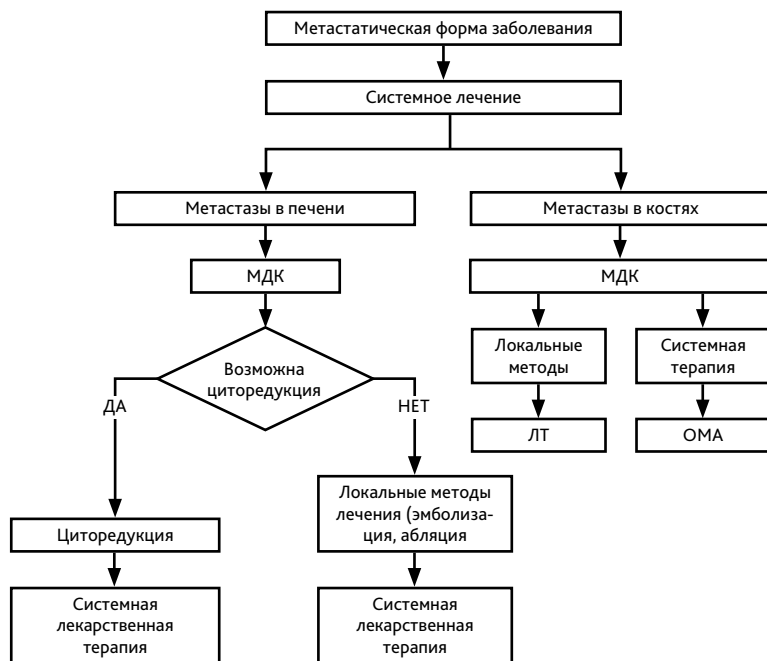 Метастатическая форма заболевания
Системное лечение
Метастазы в печени
Метастазы в костях
МДК
МДК
Возможна
циторедукция
Локальные
методы
Системная
терапия
ДА
НЕТ
ЛТ
ОМА
Циторедукция
Локальные методы
лечения (эмболиза-
ция, абляция
Системная
лекарственная
терапия
Системная
лекарственная
терапия